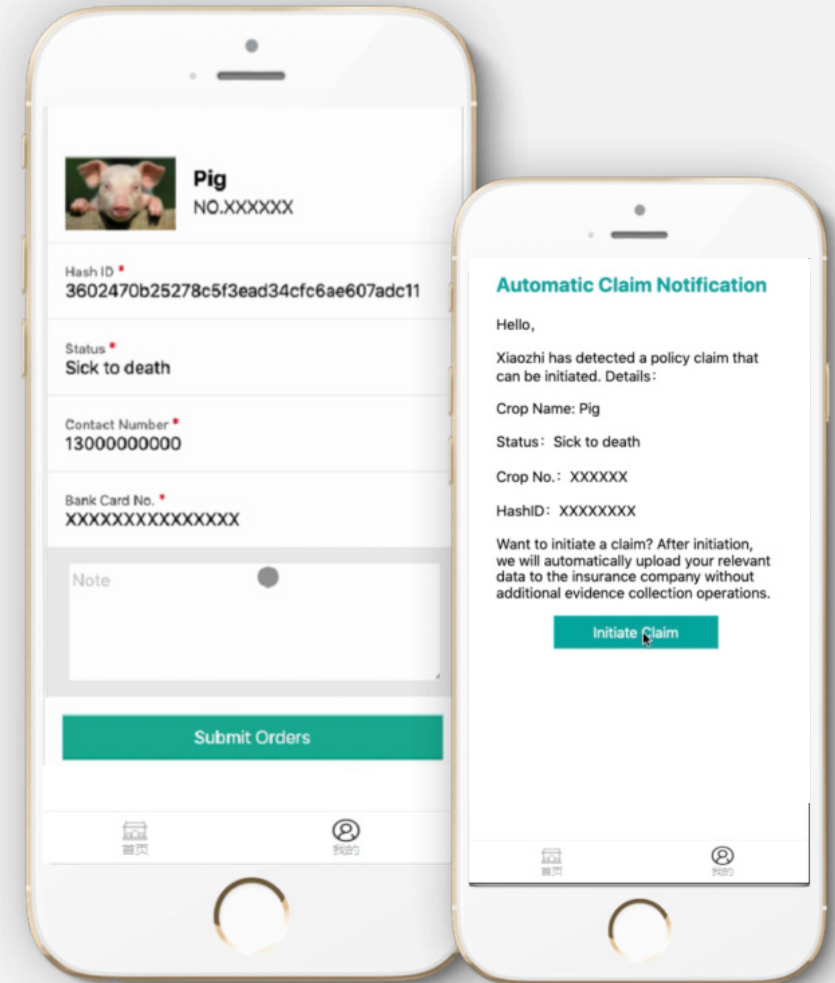 Pig
NO.XXXXXX
Hash ID *
3602470b25278c5f3ead34cfc6ae607adc11
Status *
Sick to death
Contact Number *
13000000000
Bank Card No. *
XXXXXXXXXXXXXXX
Note
Submit Orders
首页
我的
Automatic Claim Notification
Hello,
Xiaozhi has detected a policy claim that
can be initiated. Details:
Crop Name: Pig
Status: Sick to death
Crop No.: XXXXXX
HashID: XXXXXXXX
Want to initiate a claim? After initiation,
we will automatically upload your relevant
data to the insurance company without
additional evidence collection operations.
Initiate Claim
首页
我的